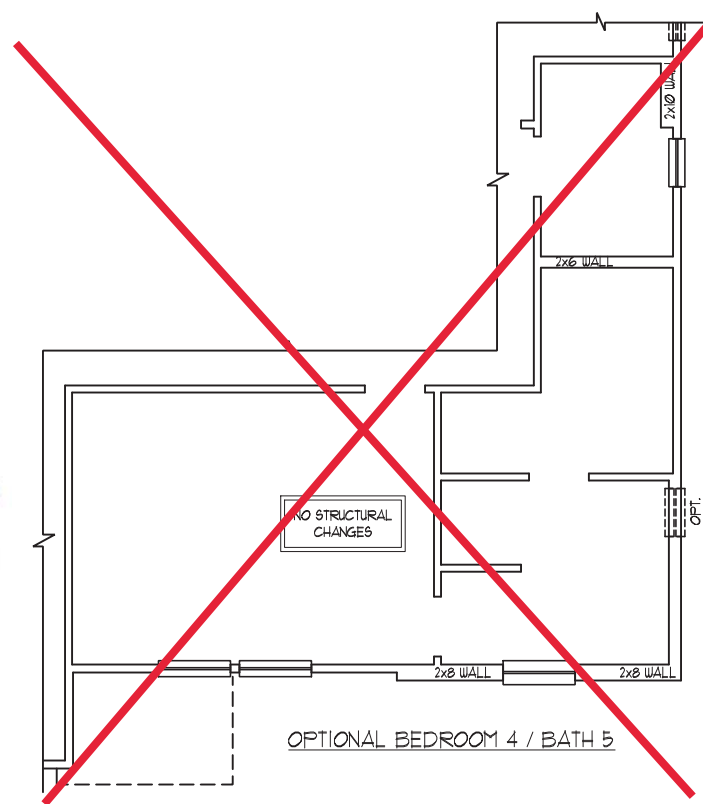 2x10 WALL
2x6 WALL
NO STRUCTURAL
CHANGES
OPT.
2x8 WALL
2x8 WALL
OPTIONAL BEDROOM 4 / BATH 5